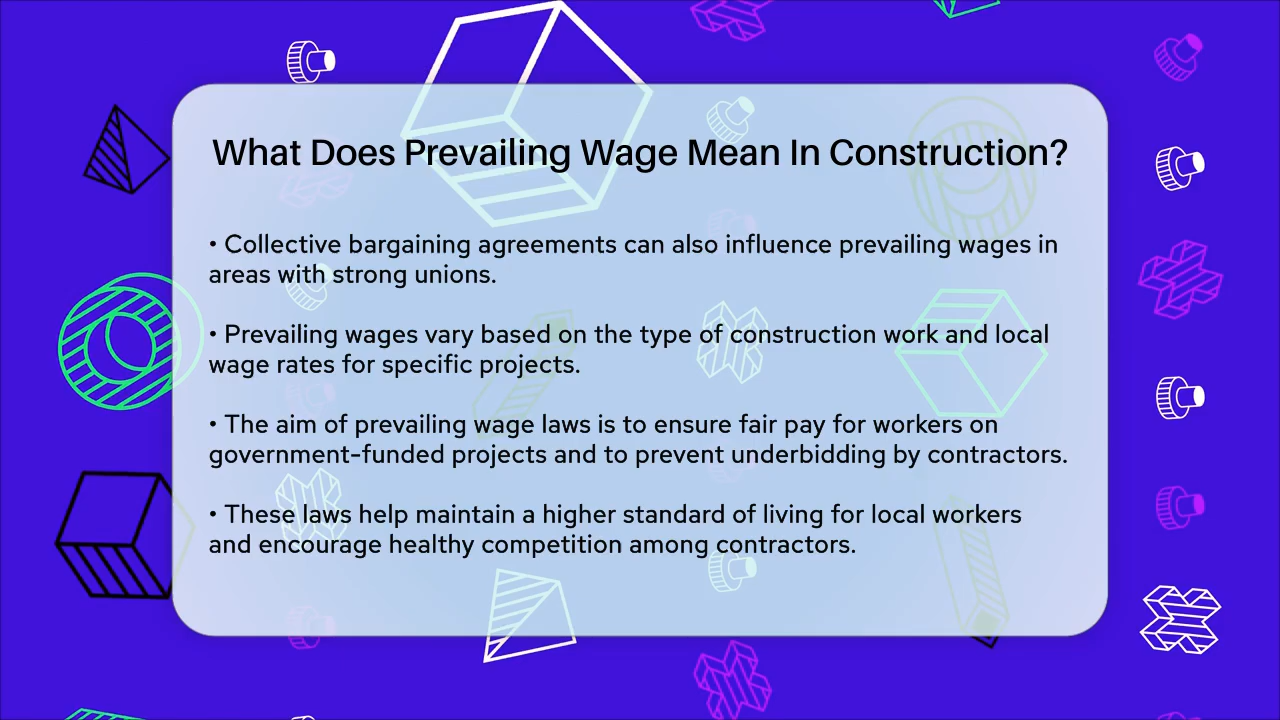 What Does Prevailing Wage Mean In Construction?
• Collective bargaining agreements can also influence prevailing wages in
areas with strong unions.
• Prevailing wages vary based on the type of construction work and local
wage rates for specific projects.
• The aim of prevailing wage laws is to ensure fair pay for workers on
government-funded projects and to prevent underbidding by contractors.
• These laws help maintain a higher standard of living for local workers
and encourage healthy competition among contractors.